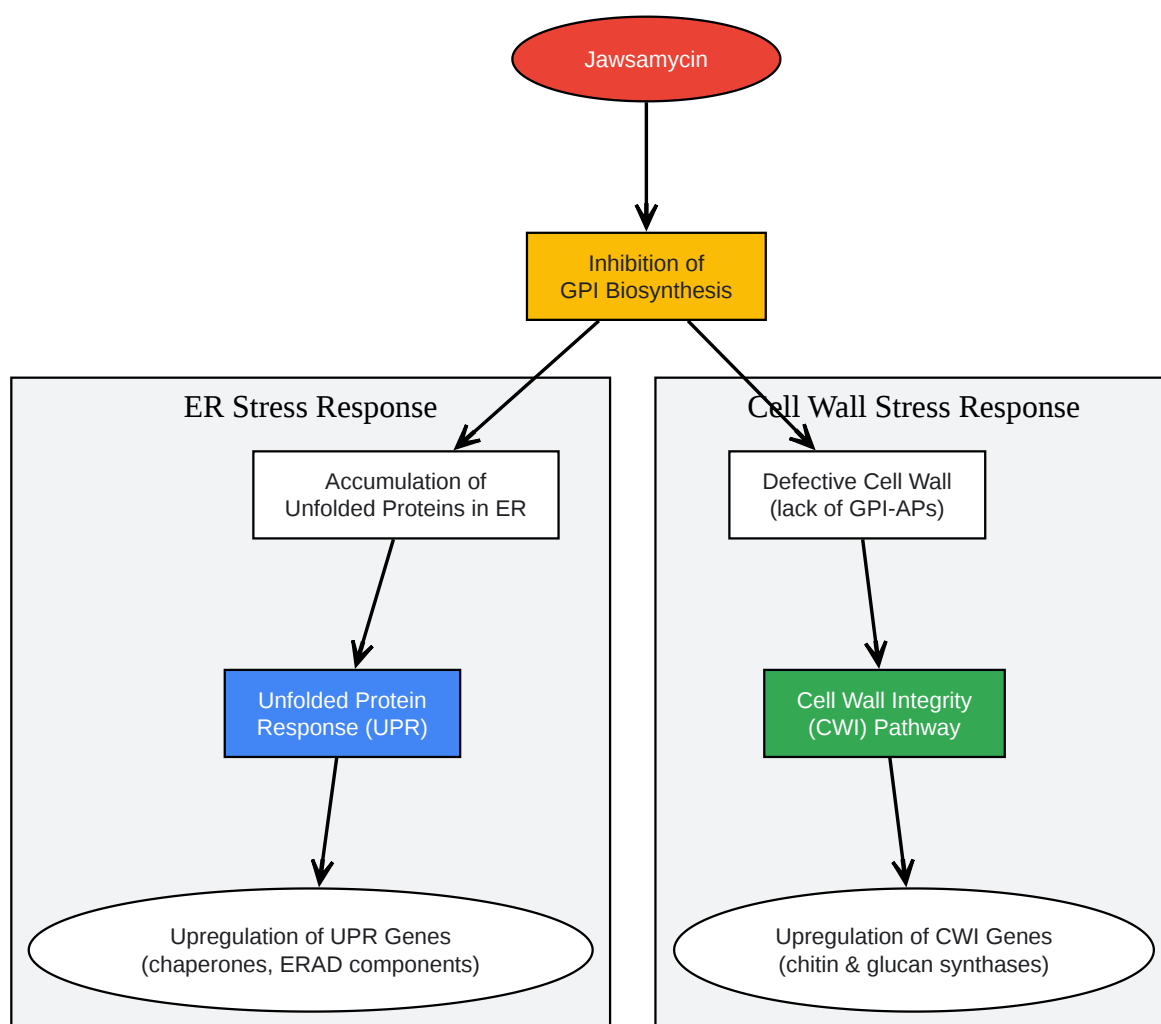 Jawsamycin
Inhibition of
GPI Biosynthesis
ER Stress Response
Accumulation of
Unfolded Proteins in ER
Unfolded Protein
Response (UPR)
Upregulation of UPR Genes
(chaperones, ERAD components)
Cell Wall Stress Response
Defective Cell Wall
(lack of GPI-APs)
Cell Wall Integrity
(CWI) Pathway
Upregulation of CWI Genes
(chitin & glucan synthases)